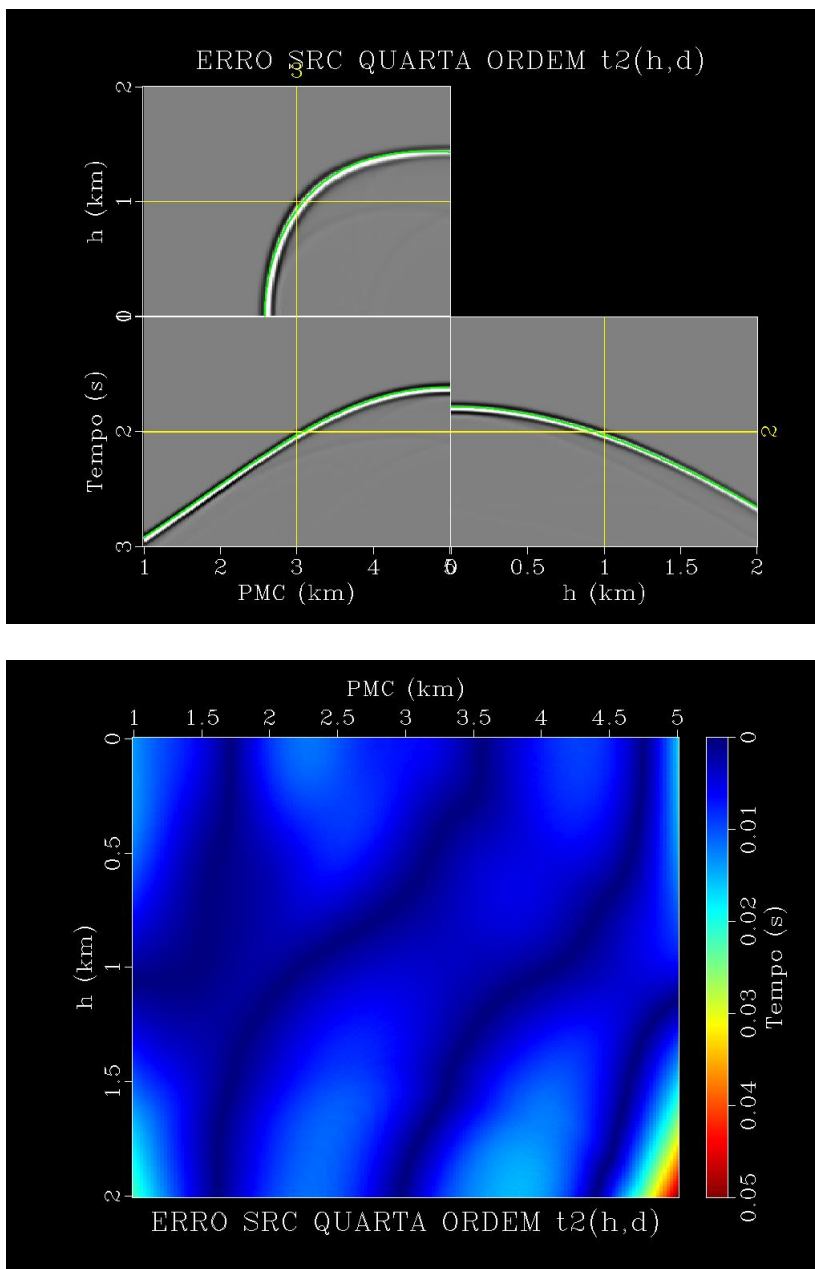 ERRO SRC QUARTA ORDEM t2(h,d)
3
2
h (km)
1
0
0
Tempo (s)
2
2
3
1 2 3 4 5 0 0.5 1 1.5 2
PMC (km) h (km)
PMC (km)
1 1.5 2 2.5 3 3.5 4 4.5 5
0 0.5 1 1.5 2
h (km)
0 0.01 0.02 0.03 0.04 0.05
Tempo (s)
ERRO SRC QUARTA ORDEM t2(h,d)